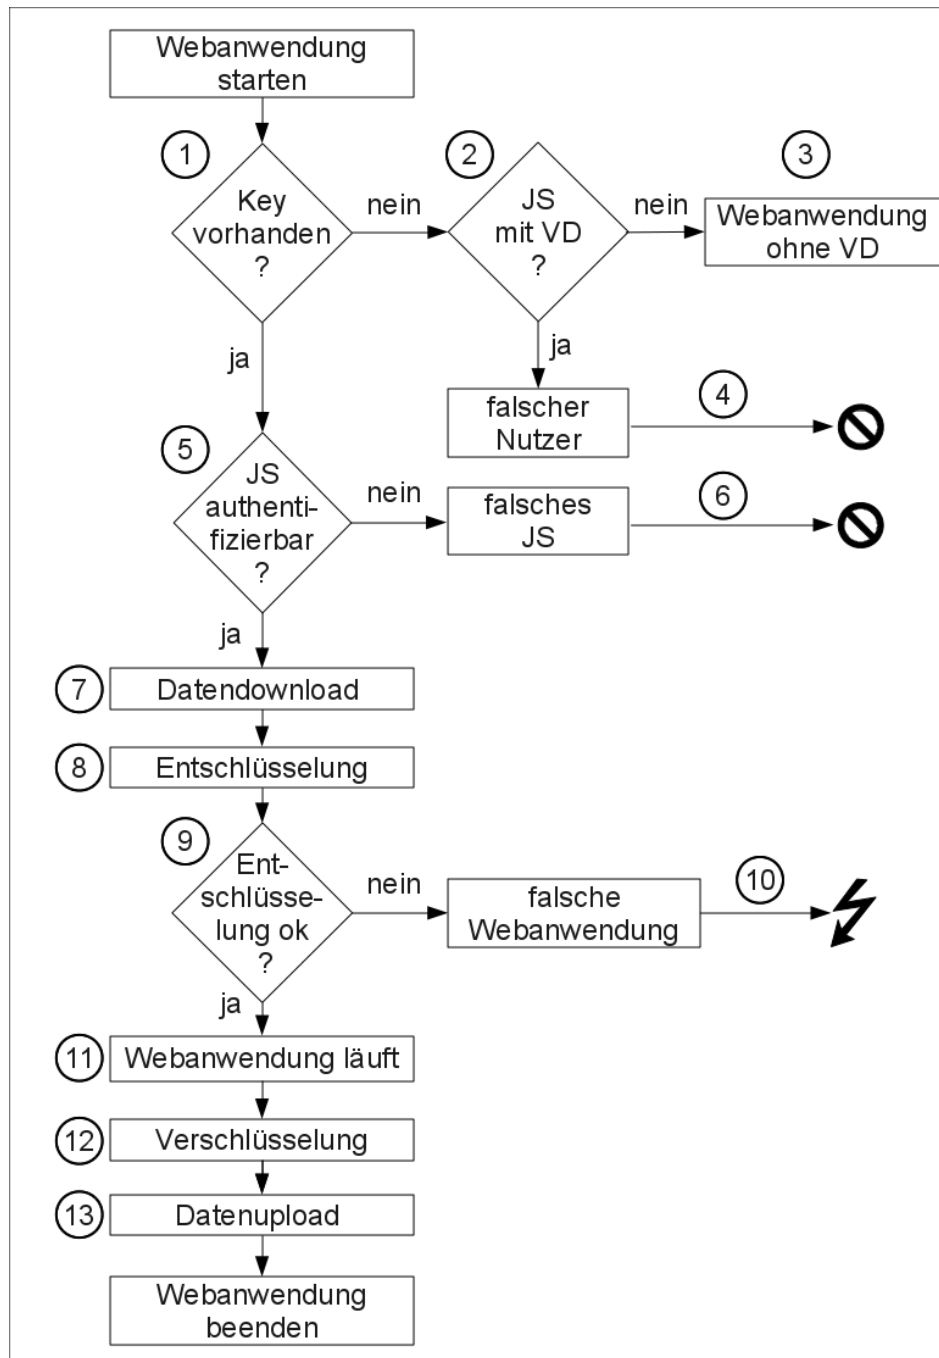 Webanwendung
starten
1
2
3
Key
vorhanden
?
nein
JS
mit VD
?
nein
Webanwendung
ohne VD
ja
ja
4
falscher
Nutzer
5
JS
authenti-
fizierbar
?
nein
6
falsches
JS
ja
7
Datendownload
8
Entschlüsselung
9
Ent-
schlüsse-
lung ok
?
nein
10
falsche
Webanwendung
ja
11
Webanwendung läuft
12
Verschlüsselung
13
Datenupload
Webanwendung
beenden